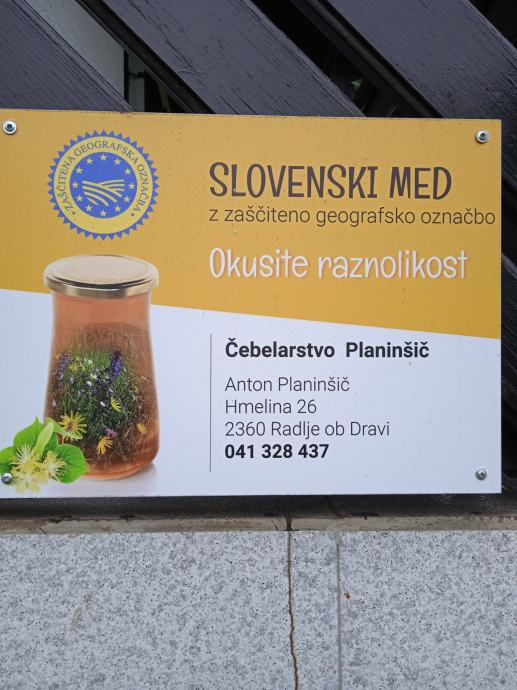 ZAŠČITENA GEOGRAFSKA OZNAČBA
SLOVENSKI MED
z zaščiteno geografsko označbo
Okusite raznolikost
Čebelarstvo Planinšič
Anton Planinšič
Hmelina 26
2360 Radlje ob Dravi
041 328 437